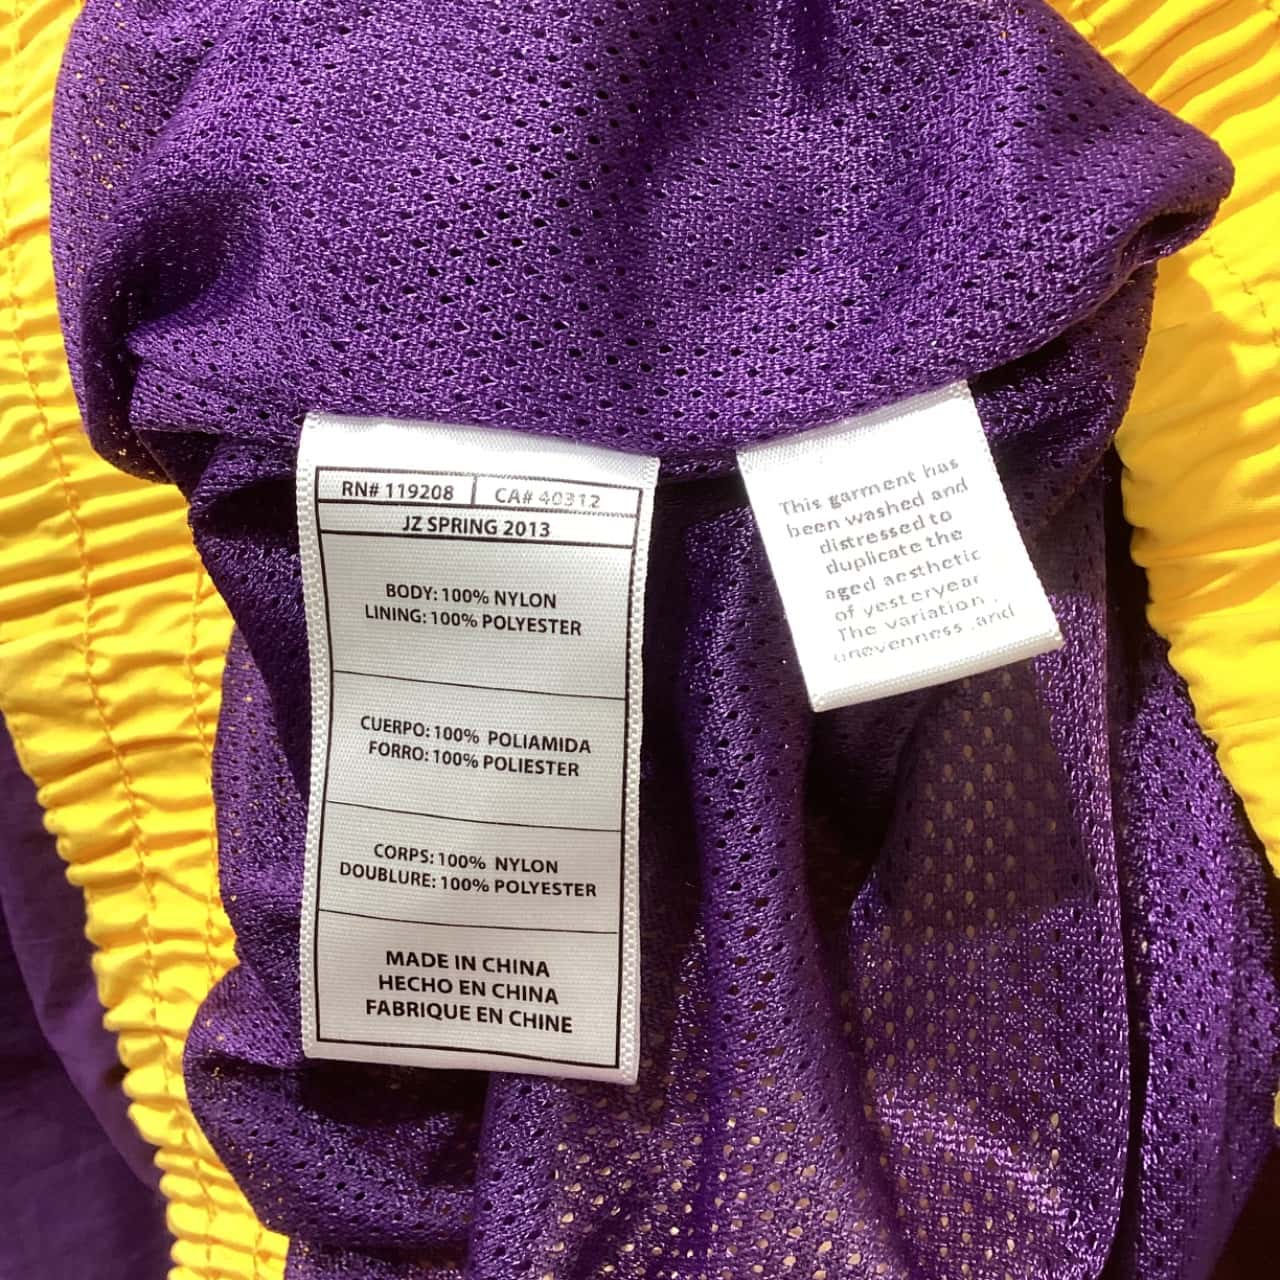 RN# 119208 CA# 40312
JZ SPRING 2013
BODY: 100% NYLON
LINING: 100% POLYESTER
CUERPO: 100% POLIAMIDA
FORRO: 100% POLIESTER
CORPS: 100% NYLON
DOUBLURE: 100% POLYESTER
MADE IN CHINA
HECHO EN CHINA
FABRIQUE EN CHINE
This garment has
been washed and
distressed to
duplicate the
aged aesthetic
of yesteryear
The variation,
unevenness ,and